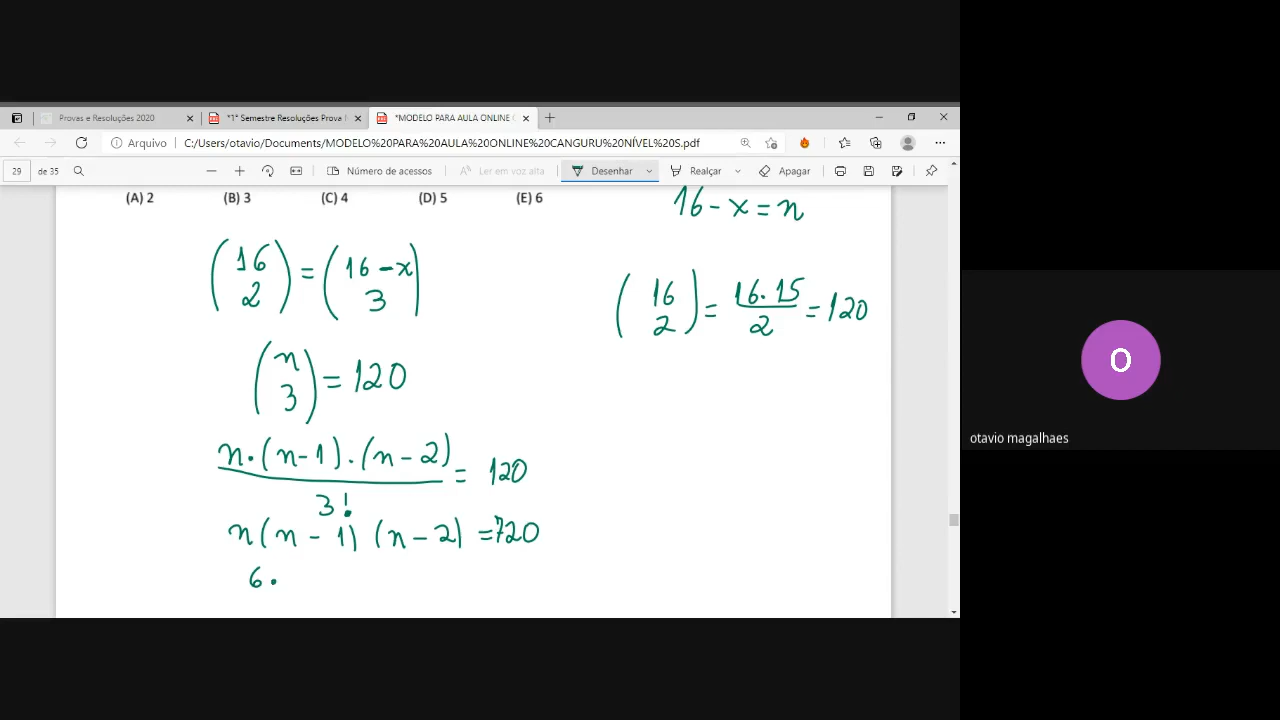 Provas e Resoluções 2020
*1° Semestre Resoluções Prova
*MODELO PARA AULA ONLINE
Arquivo C:/Users/otavio/Documents/MODELO%20PARA%20AULA%20ONLINE%20CANGURU%20NÍVEL%20S.pdf
29 de 35 Número de acessos Ler em voz alta Desenhar Realçar Apagar
(A) 2 (B) 3 (C) 4 (D) 5 (E) 6
16 - x = n
(16 2) = (16 - x 3)
(16 2) = 16 . 15 / 2 = 120
(n 3) = 120
n . (n - 1) . (n - 2) / 3! = 120
n (n - 1) (n - 2) = 720
6 .
O
otavio magalhaes